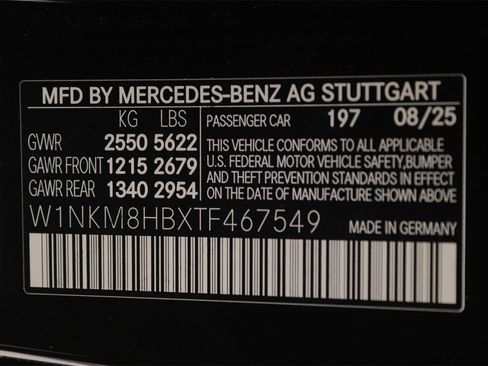 MFD BY MERCEDES-BENZ AG STUTTGART
KG LBS
GVWR 2550 5622
GAWR FRONT 1215 2679
GAWR REAR 1340 2954
PASSENGER CAR 197 08/25
THIS VEHICLE CONFORMS TO ALL APPLICABLE
U.S. FEDERAL MOTOR VEHICLE SAFETY, BUMPER
AND THEFT PREVENTION STANDARDS IN EFFECT
ON THE DATE OF MANUFACTURE SHOWN ABOVE.
W1NKM8HBXTF467549 MADE IN GERMANY